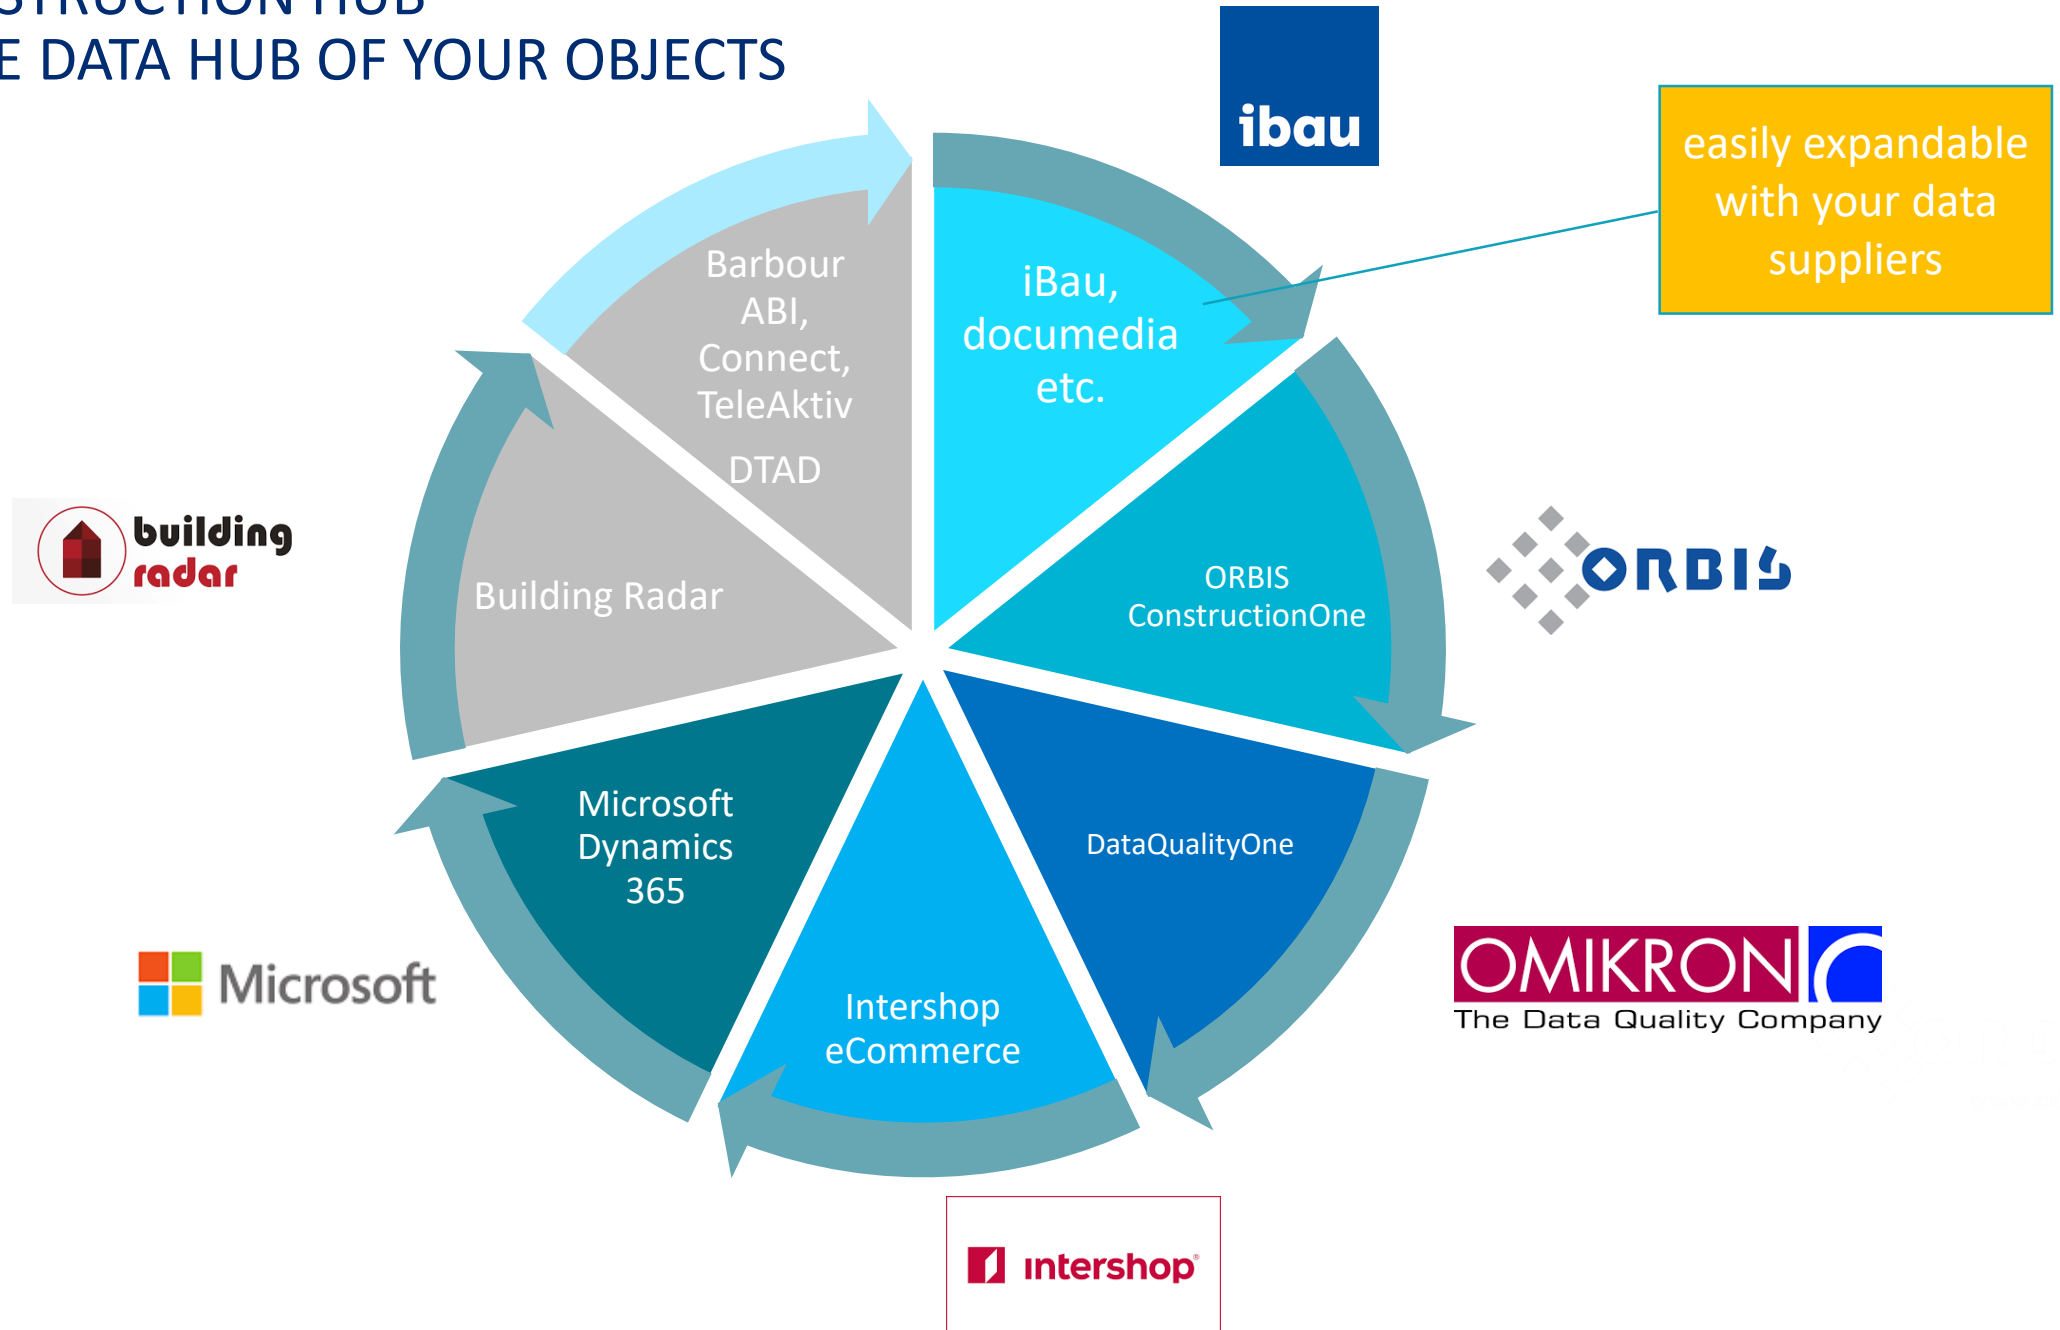 STRUCTION HUB
E DATA HUB OF YOUR OBJECTS
ibau
easily expandable
with your data
suppliers
Barbour
ABI,
Connect,
TeleAktiv
DTAD
iBau,
documedia
etc.
building
radar
Building Radar
ORBIS
ConstructionOne
ORBIS
Microsoft
Dynamics
365
DataQualityOne
Microsoft
Intershop
eCommerce
OMIKRON
The Data Quality Company
intershop®